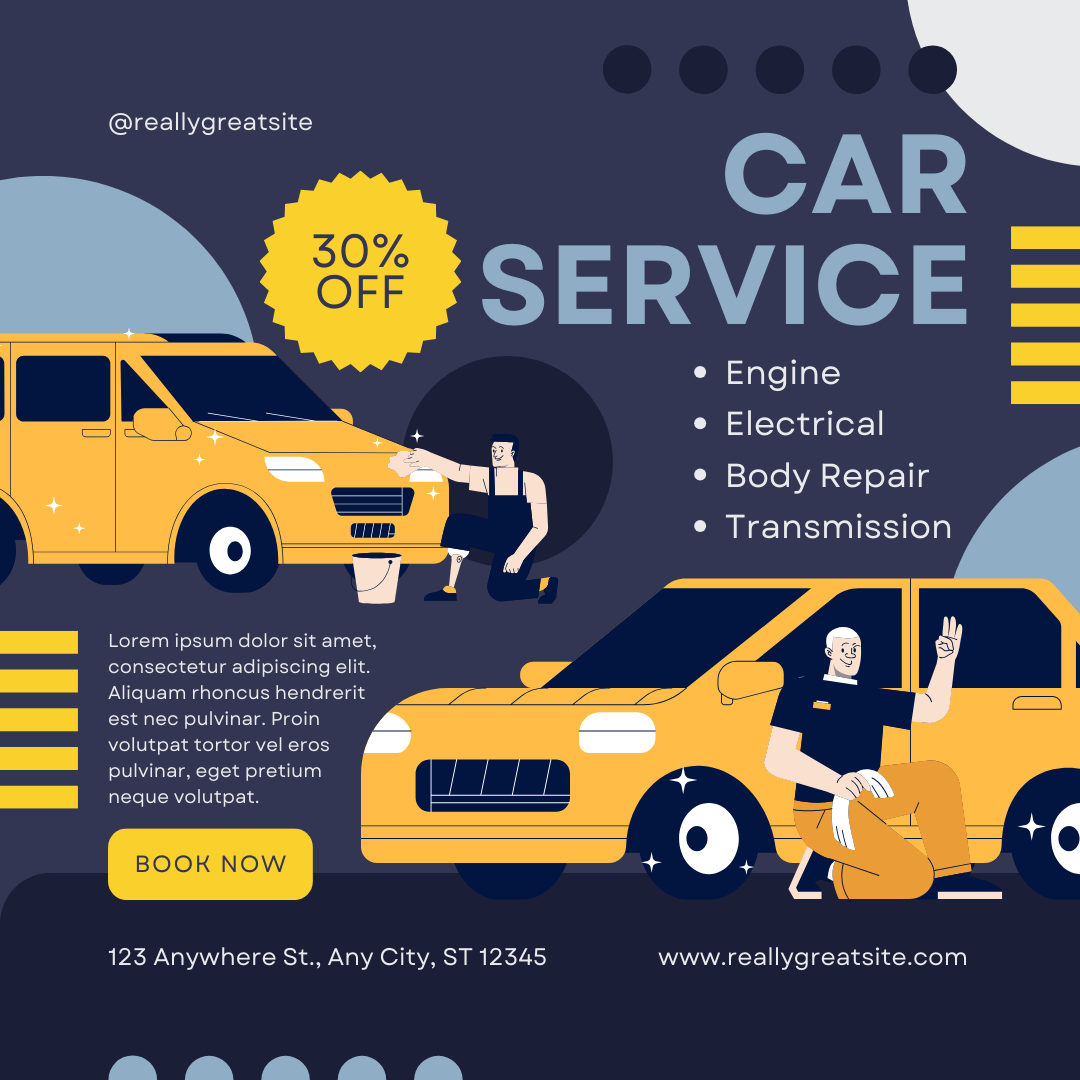 @reallygreatsite
30%
OFF
CAR
SERVICE
• Engine
• Electrical
• Body Repair
• Transmission
Lorem ipsum dolor sit amet,
consectetur adipiscing elit.
Aliquam rhoncus hendrerit
est nec pulvinar. Proin
volutpat tortor vel eros
pulvinar, eget pretium
neque volutpat.
BOOK NOW
123 Anywhere St., Any City, ST 12345
www.reallygreatsite.com